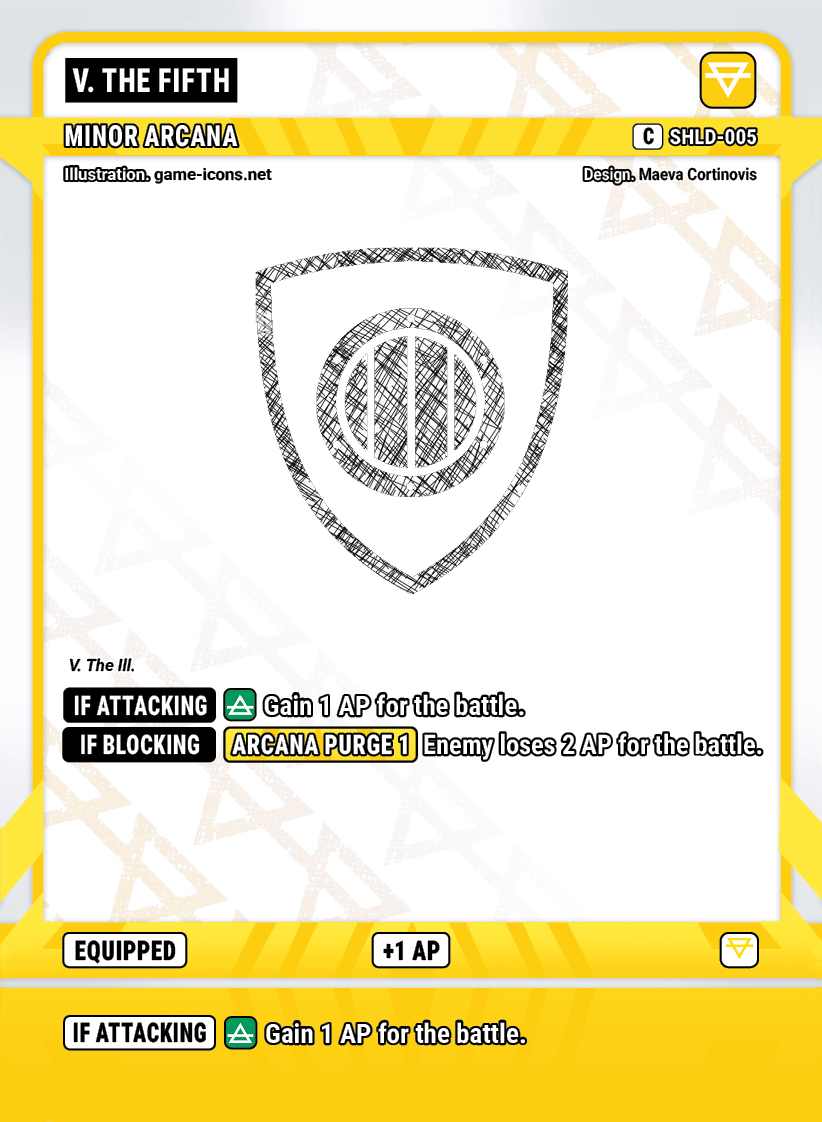 V. THE FIFTH
MINOR ARCANA
C SHLD-005
Illustration. game-icons.net
Design. Maeva Cortinovis
V. The Ill.
IF ATTACKING Gain 1 AP for the battle.
IF BLOCKING ARCANA PURGE 1 Enemy loses 2 AP for the battle.
EQUIPPED
+1 AP
IF ATTACKING Gain 1 AP for the battle.